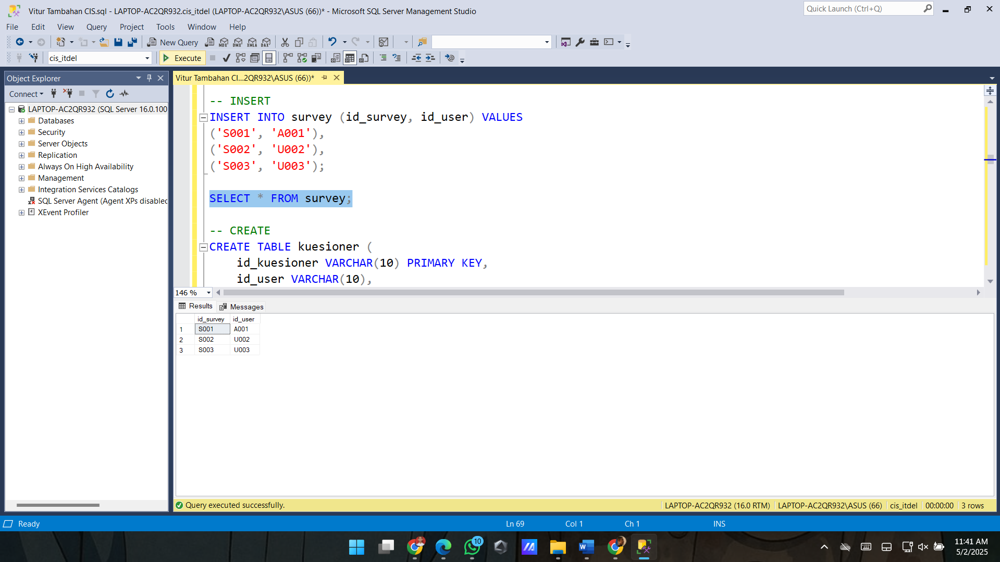 Vitur Tambahan CIS.sql - LAPTOP-AC2QR932.cis_itdel (LAPTOP-AC2QR932\ASUS (66))* - Microsoft SQL Server Management Studio
Quick Launch (Ctrl+Q)
File Edit View Query Project Tools Window Help
New Query MDX DMX XMLA DAX
cis_itdel Execute
Object Explorer
Vitur Tambahan CI...2QR932\ASUS (66))*
Connect
LAPTOP-AC2QR932 (SQL Server 16.0.100
Databases
Security
Server Objects
Replication
Always On High Availability
Management
Integration Services Catalogs
SQL Server Agent (Agent XPs disabled
XEvent Profiler
-- INSERT
INSERT INTO survey (id_survey, id_user) VALUES
('S001', 'A001'),
('S002', 'U002'),
('S003', 'U003');
SELECT * FROM survey;
-- CREATE
CREATE TABLE kuesioner (
id_kuesioner VARCHAR(10) PRIMARY KEY,
id_user VARCHAR(10),
146 %
Results Messages
id_survey id_user
1 S001 A001
2 S002 U002
3 S003 U003
Query executed successfully.
LAPTOP-AC2QR932 (16.0 RTM) LAPTOP-AC2QR932\ASUS (66) cis_itdel 00:00:00 3 rows
Ready Ln 69 Col 1 Ch 1 INS
10
11:41 AM
5/2/2025